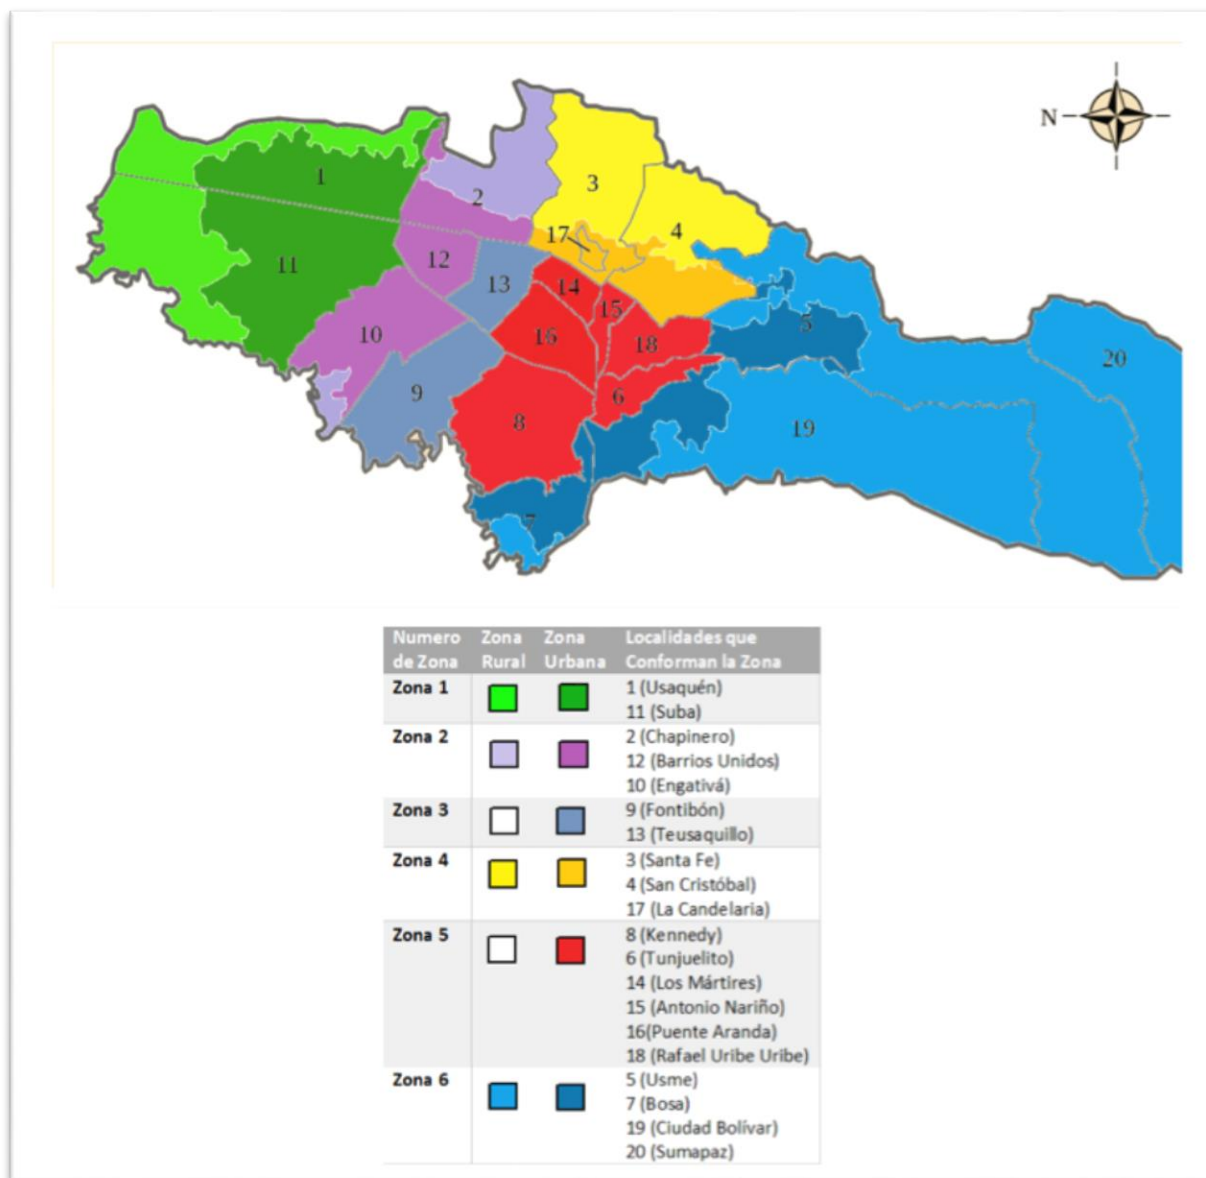 N
1
2
3
4
17
11
12
13
14
15
5
10
16
18
20
9
6
8
19
7
Numero de Zona Zona Rural Zona Urbana Localidades que Conforman la Zona
Zona 1
1 (Usaquén)
11 (Suba)
Zona 2
2 (Chapinero)
12 (Barrios Unidos)
10 (Engativá)
Zona 3
9 (Fontibón)
13 (Teusaquillo)
Zona 4
3 (Santa Fe)
4 (San Cristóbal)
17 (La Candelaria)
Zona 5
8 (Kennedy)
6 (Tunjuelito)
14 (Los Mártires)
15 (Antonio Nariño)
16(Puente Aranda)
18 (Rafael Uribe Uribe)
Zona 6
5 (Usme)
7 (Bosa)
19 (Ciudad Bolívar)
20 (Sumapaz)